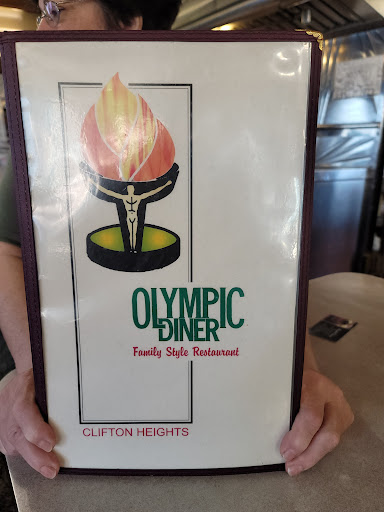 OLYMPIC
DINER
Family Style Restaurant
CLIFTON HEIGHTS